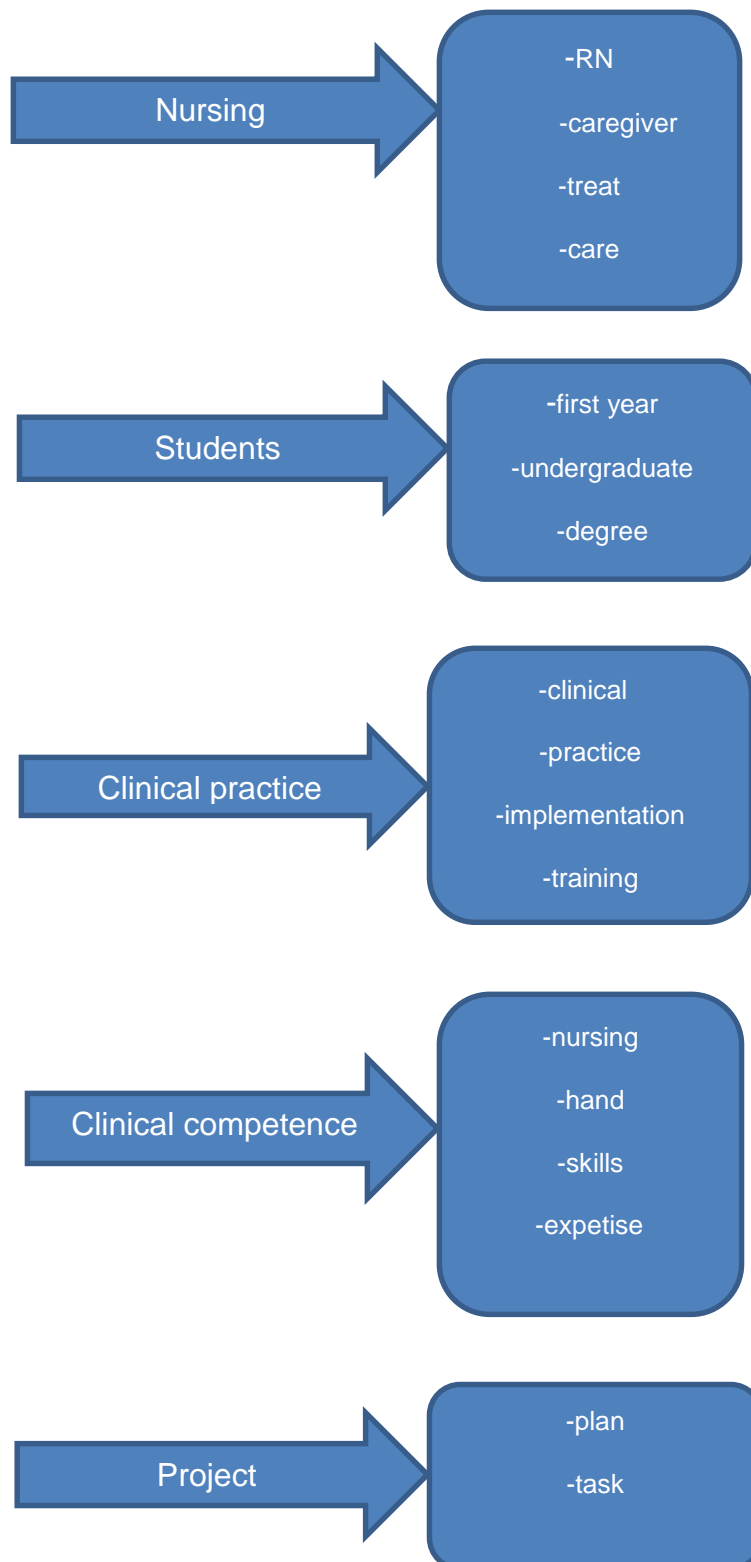 Nursing
-RN
-caregiver
-treat
-care
Students
-first year
-undergraduate
-degree
Clinical practice
-clinical
-practice
-implementation
-training
Clinical competence
-nursing
-hand
-skills
-expetise
Project
-plan
-task